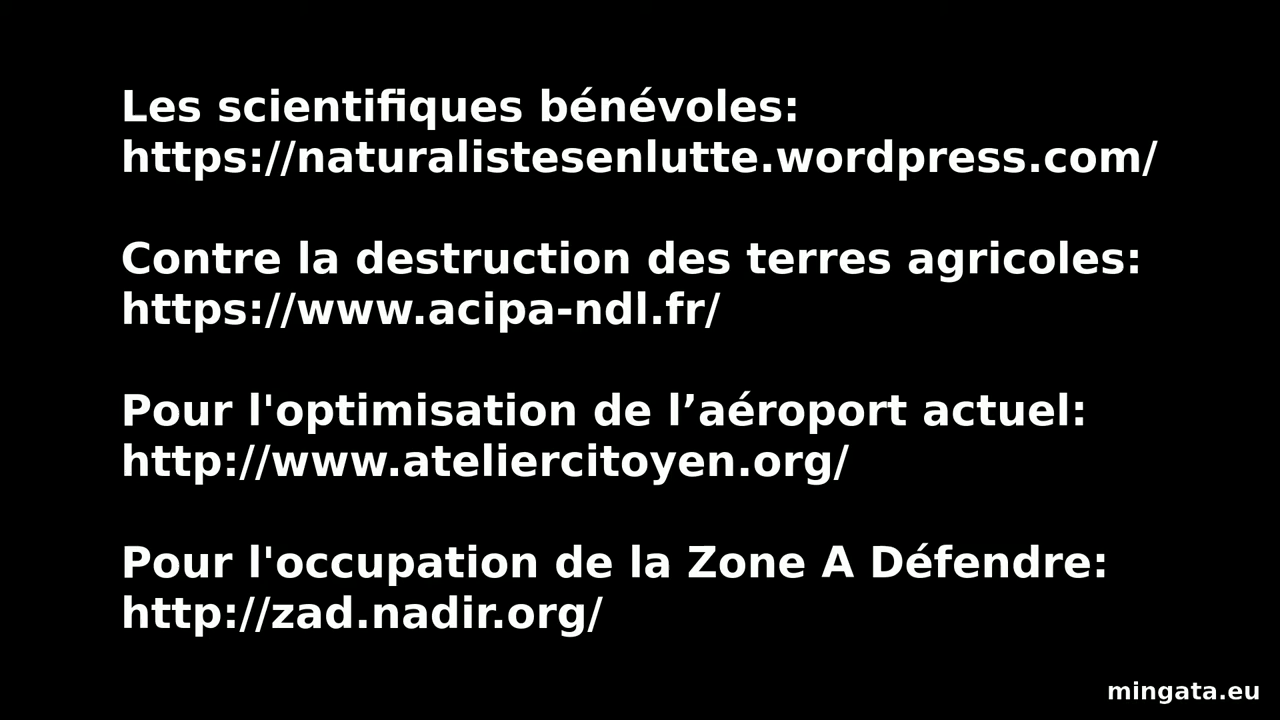 Les scientifiques bénévoles:
https://naturalistesenlutte.wordpress.com/
Contre la destruction des terres agricoles:
https://www.acipa-ndl.fr/
Pour l'optimisation de l’aéroport actuel:
http://www.ateliercitoyen.org/
Pour l'occupation de la Zone A Défendre:
http://zad.nadir.org/
mingata.eu